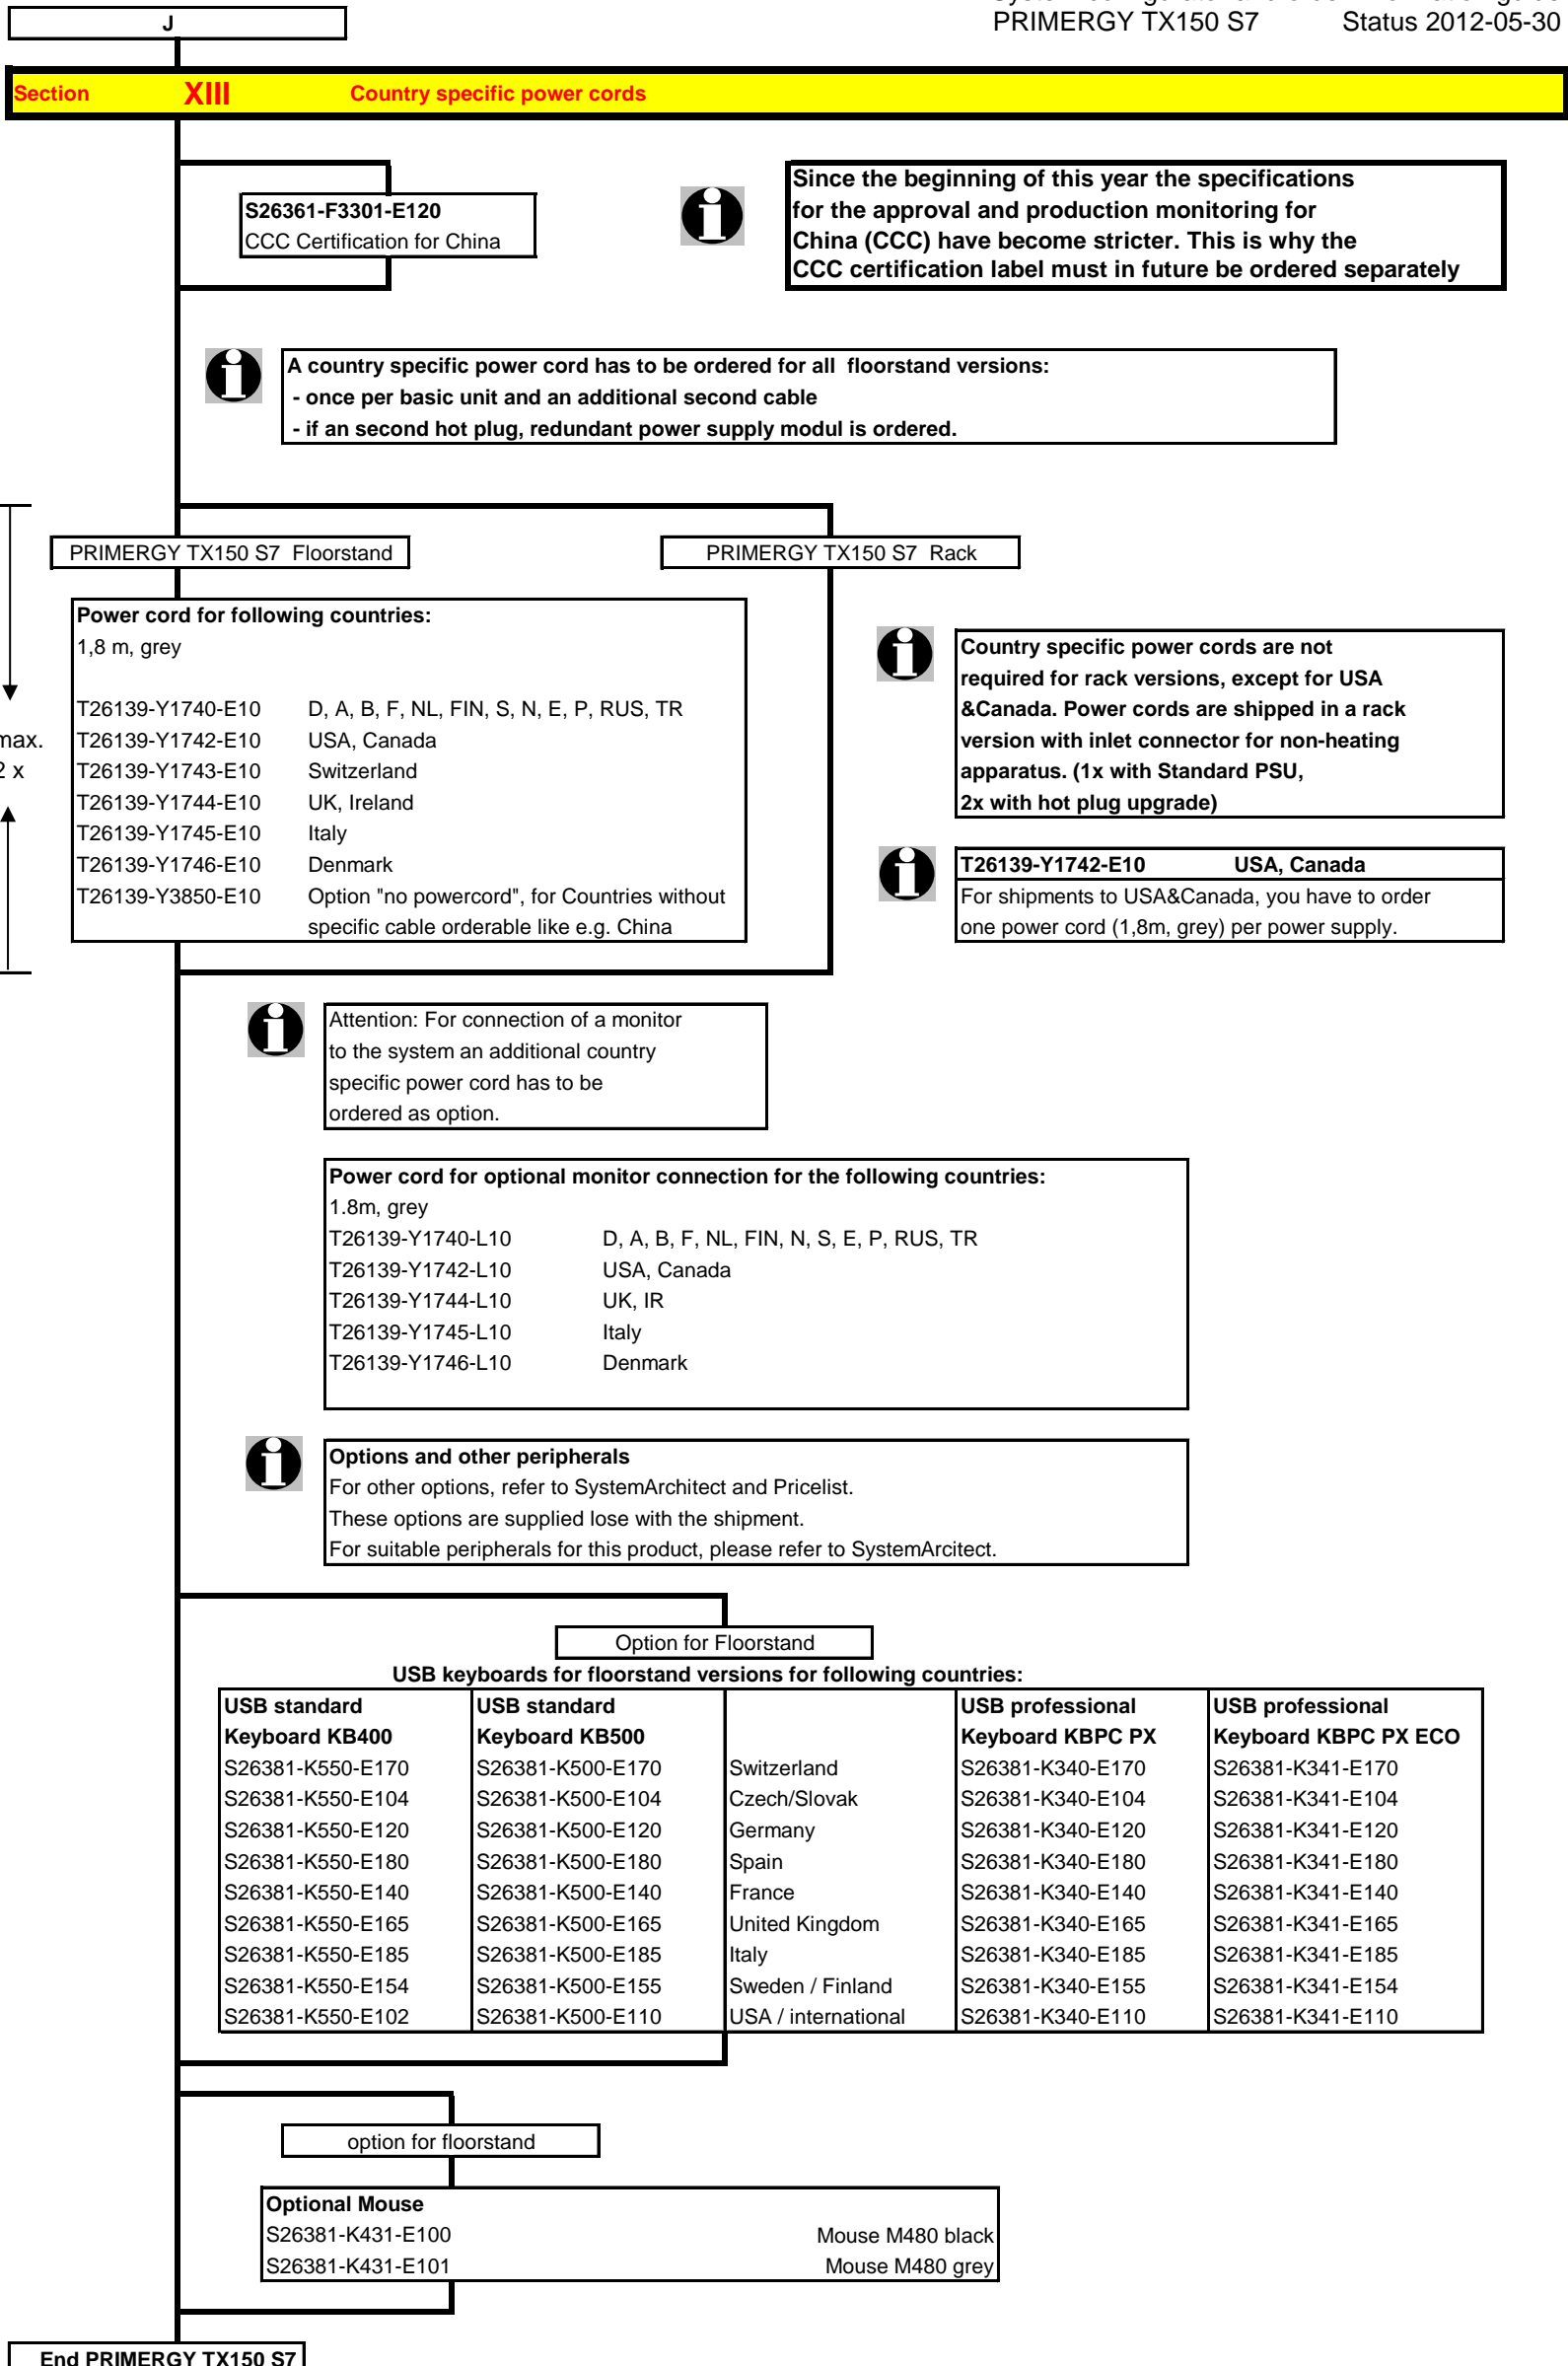 J
PRIMERGY TX150 S7 Status 2012-05-30
Section XIII Country specific power cords
S26361-F3301-E120
CCC Certification for China
Since the beginning of this year the specifications
for the approval and production monitoring for
China (CCC) have become stricter. This is why the
CCC certification label must in future be ordered separately
A country specific power cord has to be ordered for all floorstand versions:
- once per basic unit and an additional second cable
- if an second hot plug, redundant power supply modul is ordered.
PRIMERGY TX150 S7 Floorstand
PRIMERGY TX150 S7 Rack
max.
2 x
Power cord for following countries:
1,8 m, grey
T26139-Y1740-E10 D, A, B, F, NL, FIN, S, N, E, P, RUS, TR
T26139-Y1742-E10 USA, Canada
T26139-Y1743-E10 Switzerland
T26139-Y1744-E10 UK, Ireland
T26139-Y1745-E10 Italy
T26139-Y1746-E10 Denmark
T26139-Y3850-E10 Option "no powercord", for Countries without
specific cable orderable like e.g. China
Country specific power cords are not
required for rack versions, except for USA
&Canada. Power cords are shipped in a rack
version with inlet connector for non-heating
apparatus. (1x with Standard PSU,
2x with hot plug upgrade)
T26139-Y1742-E10 USA, Canada
For shipments to USA&Canada, you have to order
one power cord (1,8m, grey) per power supply.
Attention: For connection of a monitor
to the system an additional country
specific power cord has to be
ordered as option.
Power cord for optional monitor connection for the following countries:
1.8m, grey
T26139-Y1740-L10 D, A, B, F, NL, FIN, N, S, E, P, RUS, TR
T26139-Y1742-L10 USA, Canada
T26139-Y1744-L10 UK, IR
T26139-Y1745-L10 Italy
T26139-Y1746-L10 Denmark
Options and other peripherals
For other options, refer to SystemArchitect and Pricelist.
These options are supplied lose with the shipment.
For suitable peripherals for this product, please refer to SystemArcitect.
Option for Floorstand
USB keyboards for floorstand versions for following countries:
USB standard USB standard USB professional USB professional
Keyboard KB400 Keyboard KB500 Keyboard KBPC PX Keyboard KBPC PX ECO
S26381-K550-E170 S26381-K500-E170 Switzerland S26381-K340-E170 S26381-K341-E170
S26381-K550-E104 S26381-K500-E104 Czech/Slovak S26381-K340-E104 S26381-K341-E104
S26381-K550-E120 S26381-K500-E120 Germany S26381-K340-E120 S26381-K341-E120
S26381-K550-E180 S26381-K500-E180 Spain S26381-K340-E180 S26381-K341-E180
S26381-K550-E140 S26381-K500-E140 France S26381-K340-E140 S26381-K341-E140
S26381-K550-E165 S26381-K500-E165 United Kingdom S26381-K340-E165 S26381-K341-E165
S26381-K550-E185 S26381-K500-E185 Italy S26381-K340-E185 S26381-K341-E185
S26381-K550-E154 S26381-K500-E155 Sweden / Finland S26381-K340-E155 S26381-K341-E154
S26381-K550-E102 S26381-K500-E110 USA / international S26381-K340-E110 S26381-K341-E110
option for floorstand
Optional Mouse
S26381-K431-E100 Mouse M480 black
S26381-K431-E101 Mouse M480 grey
End PRIMERGY TX150 S7